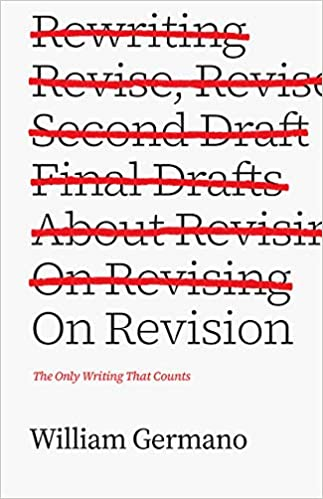 Rewriting
Revise, Revise
Second Draft
Final Drafts
About Revisin
On Revising
On Revision
The Only Writing That Counts
William Germano